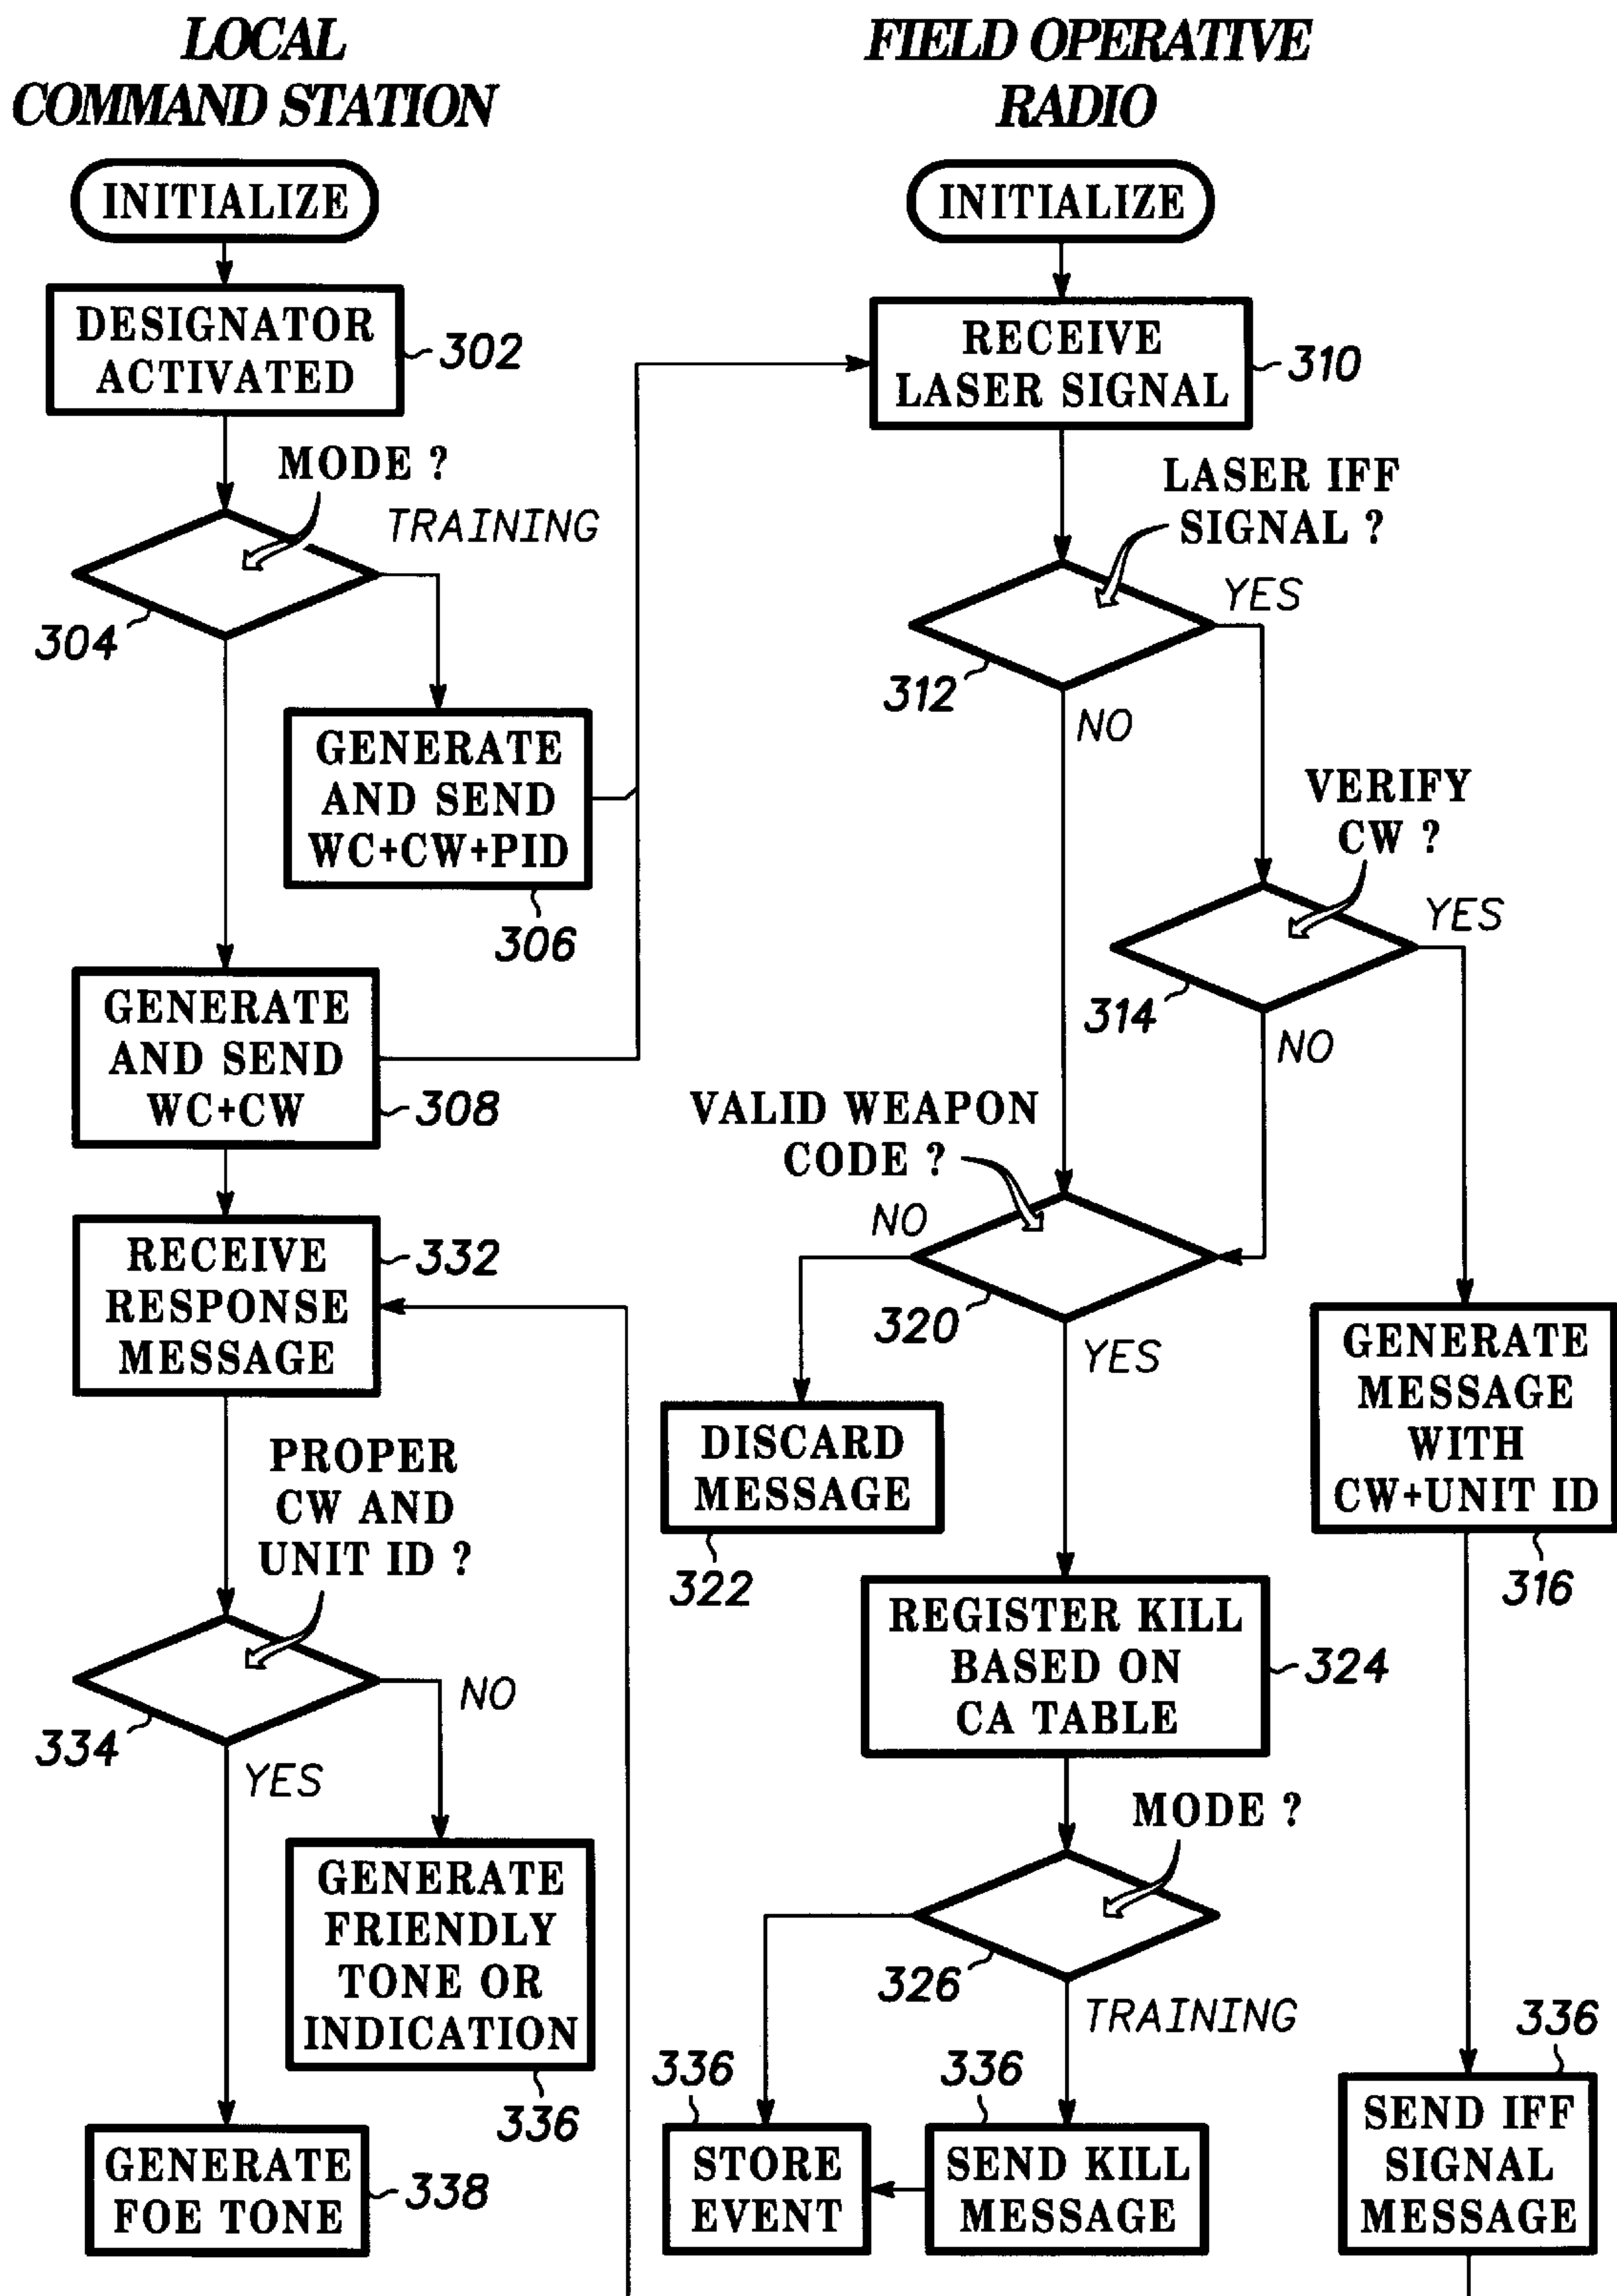 LOCAL
COMMAND STATION
INITIALIZE
DESIGNATOR
ACTIVATED
302
MODE ?
TRAINING
304
GENERATE
AND SEND
WC+CW+PID
306
GENERATE
AND SEND
WC+CW
308
RECEIVE
RESPONSE
MESSAGE
332
PROPER
CW AND
UNIT ID ?
NO
334
YES
GENERATE
FRIENDLY
TONE OR
INDICATION
336
GENERATE
FOE TONE
338
FIELD OPERATIVE
RADIO
INITIALIZE
RECEIVE
LASER SIGNAL
310
LASER IFF
SIGNAL ?
YES
312
NO
VERIFY
CW ?
YES
314
NO
VALID WEAPON
CODE ?
NO
320
YES
DISCARD
MESSAGE
322
GENERATE
MESSAGE
WITH
CW+UNIT ID
316
REGISTER KILL
BASED ON
CA TABLE
324
MODE ?
326
TRAINING
336
STORE
EVENT
336
SEND KILL
MESSAGE
336
SEND IFF
SIGNAL
MESSAGE